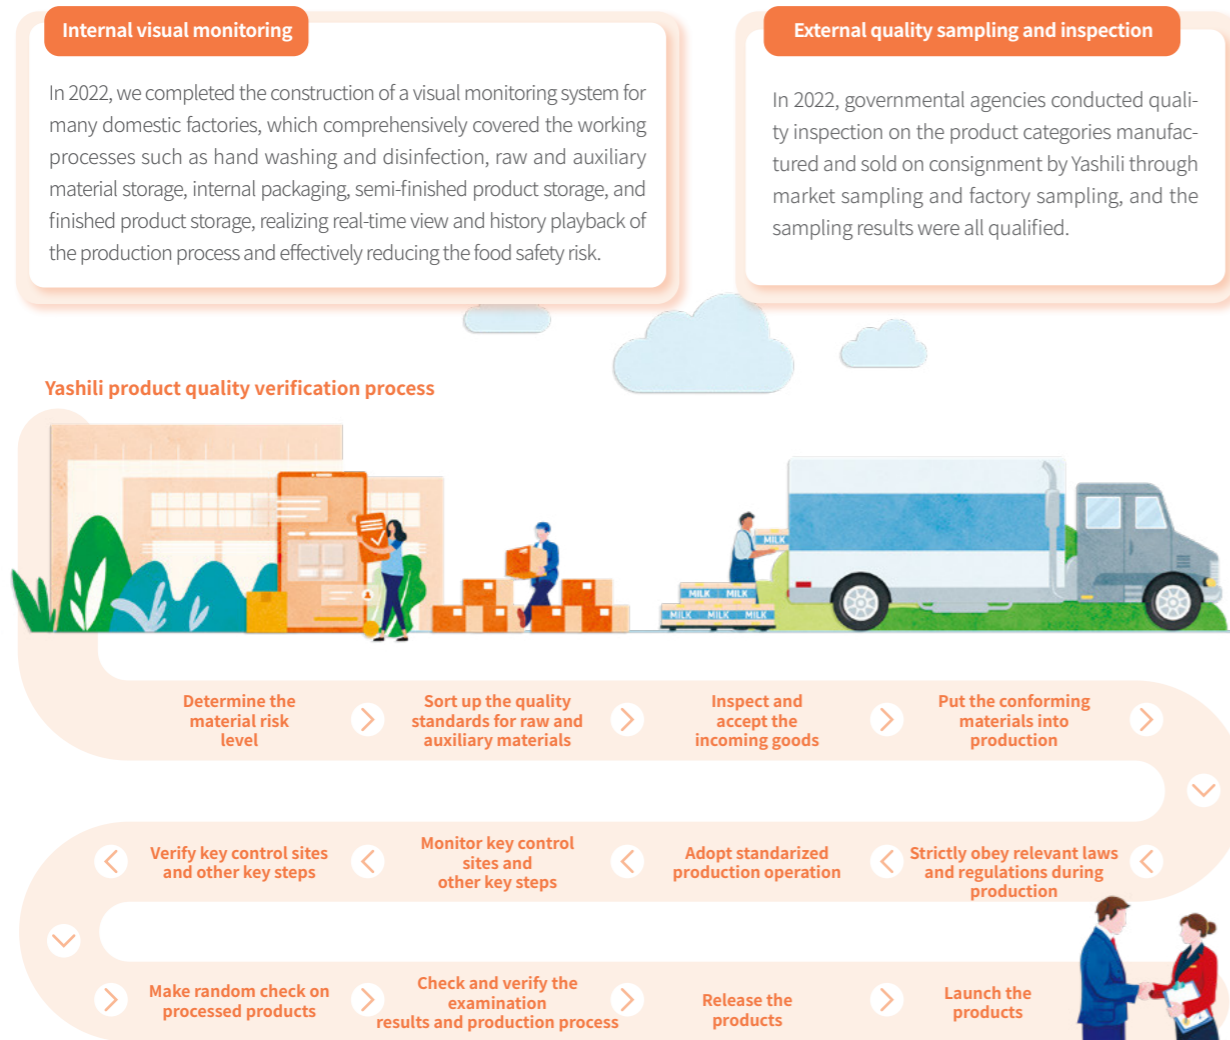 Internal visual monitoring
In 2022, we completed the construction of a visual monitoring system for
many domestic factories, which comprehensively covered the working
processes such as hand washing and disinfection, raw and auxiliary
material storage, internal packaging, semi-finished product storage, and
finished product storage, realizing real-time view and history playback of
the production process and effectively reducing the food safety risk.
External quality sampling and inspection
In 2022, governmental agencies conducted quali-
ty inspection on the product categories manufac-
tured and sold on consignment by Yashili through
market sampling and factory sampling, and the
sampling results were all qualified.
Yashili product quality verification process
MILK
MILK MILK
MILK MILK MILK
Determine the
material risk
level
Sort up the quality
standards for raw and
auxiliary materials
Inspect and
accept the
incoming goods
Put the conforming
materials into
production
Strictly obey relevant laws
and regulations during
production
Adopt standarized
production operation
Monitor key control
sites and
other key steps
Verify key control sites
and other key steps
Make random check on
processed products
Check and verify the
examination
results and production process
Release the
products
Launch the
products